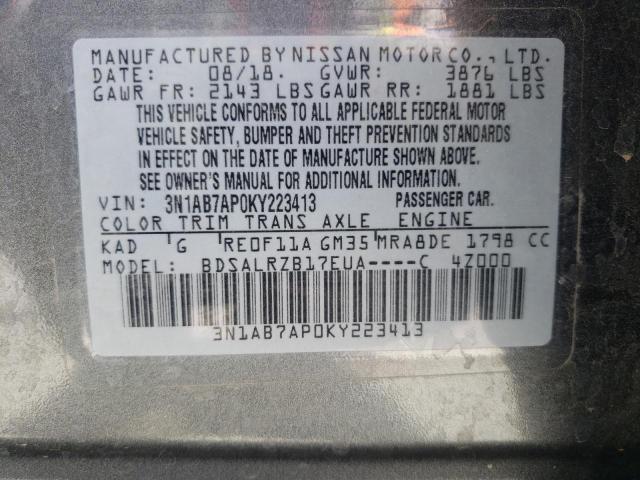 MANUFACTURED BY NISSAN MOTOR CO., LTD.
DATE: 08/18. GVWR: 3876 LBS
GAWR FR: 2143 LBS GAWR RR: 1881 LBS
THIS VEHICLE CONFORMS TO ALL APPLICABLE FEDERAL MOTOR
VEHICLE SAFETY, BUMPER AND THEFT PREVENTION STANDARDS
IN EFFECT ON THE DATE OF MANUFACTURE SHOWN ABOVE.
SEE OWNER'S MANUAL FOR ADDITIONAL INFORMATION.
VIN: 3N1AB7AP0KY223413 PASSENGER CAR.
COLOR TRIM TRANS AXLE ENGINE
KAD G RE0F11A GM35 MRA8DE 1798 CC
MODEL: BDSALRZB17EUA----C 4Z000
3N1AB7AP0KY223413